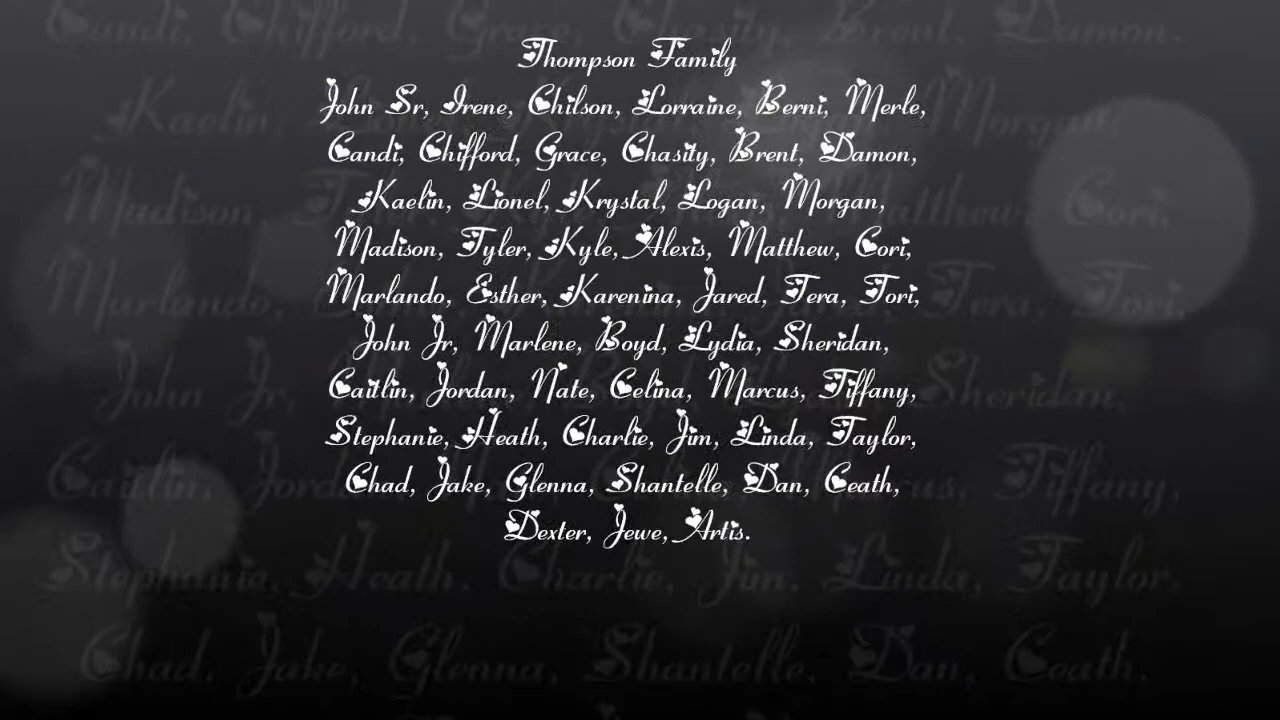 Thompson Family
John Sr, Irene, Chilson, Lorraine, Berni, Merle,
Candi, Chifford, Grace, Chasity, Brent, Damon,
Kaelin, Lionel, Krystal, Logan, Morgan,
Madison, Tyler, Kyle, Alexis, Matthew, Cori,
Marlando, Esther, Karenina, Jared, Tera, Tori,
John Jr, Marlene, Boyd, Lydia, Sheridan,
Caitlin, Jordan, Nate, Celina, Marcus, Tiffany,
Stephanie, Heath, Charlie, Jim, Linda, Taylor,
Chad, Jake, Glenna, Shantelle, Dan, Ceath,
Dexter, Jewe, Artis.